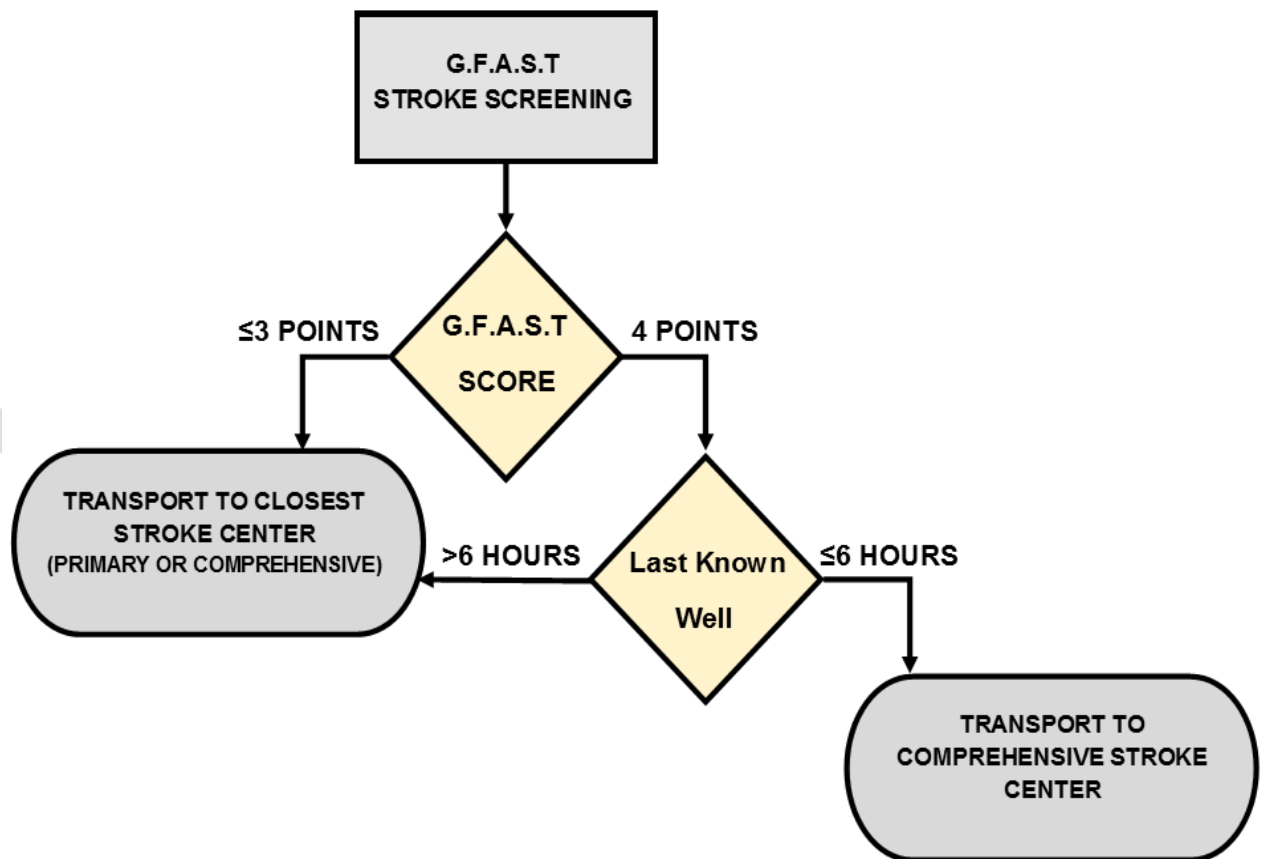 G.F.A.S.T
STROKE SCREENING
≤3 POINTS
G.F.A.S.T
SCORE
4 POINTS
TRANSPORT TO CLOSEST
STROKE CENTER
(PRIMARY OR COMPREHENSIVE)
>6 HOURS
Last Known
Well
≤6 HOURS
TRANSPORT TO
COMPREHENSIVE STROKE
CENTER